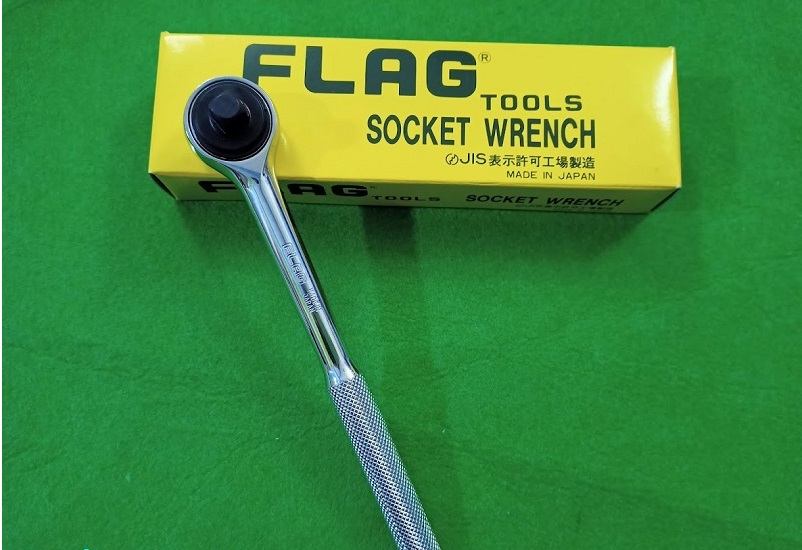 FLAG®
TOOLS
SOCKET WRENCH
JIS表示許可工場製造
MADE IN JAPAN
FLAG®
TOOLS SOCKET WRENCH